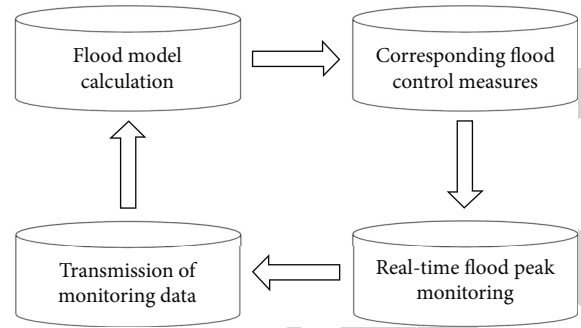 Flood model
calculation
Corresponding flood
control measures
Transmission of
monitoring data
Real-time flood peak
monitoring